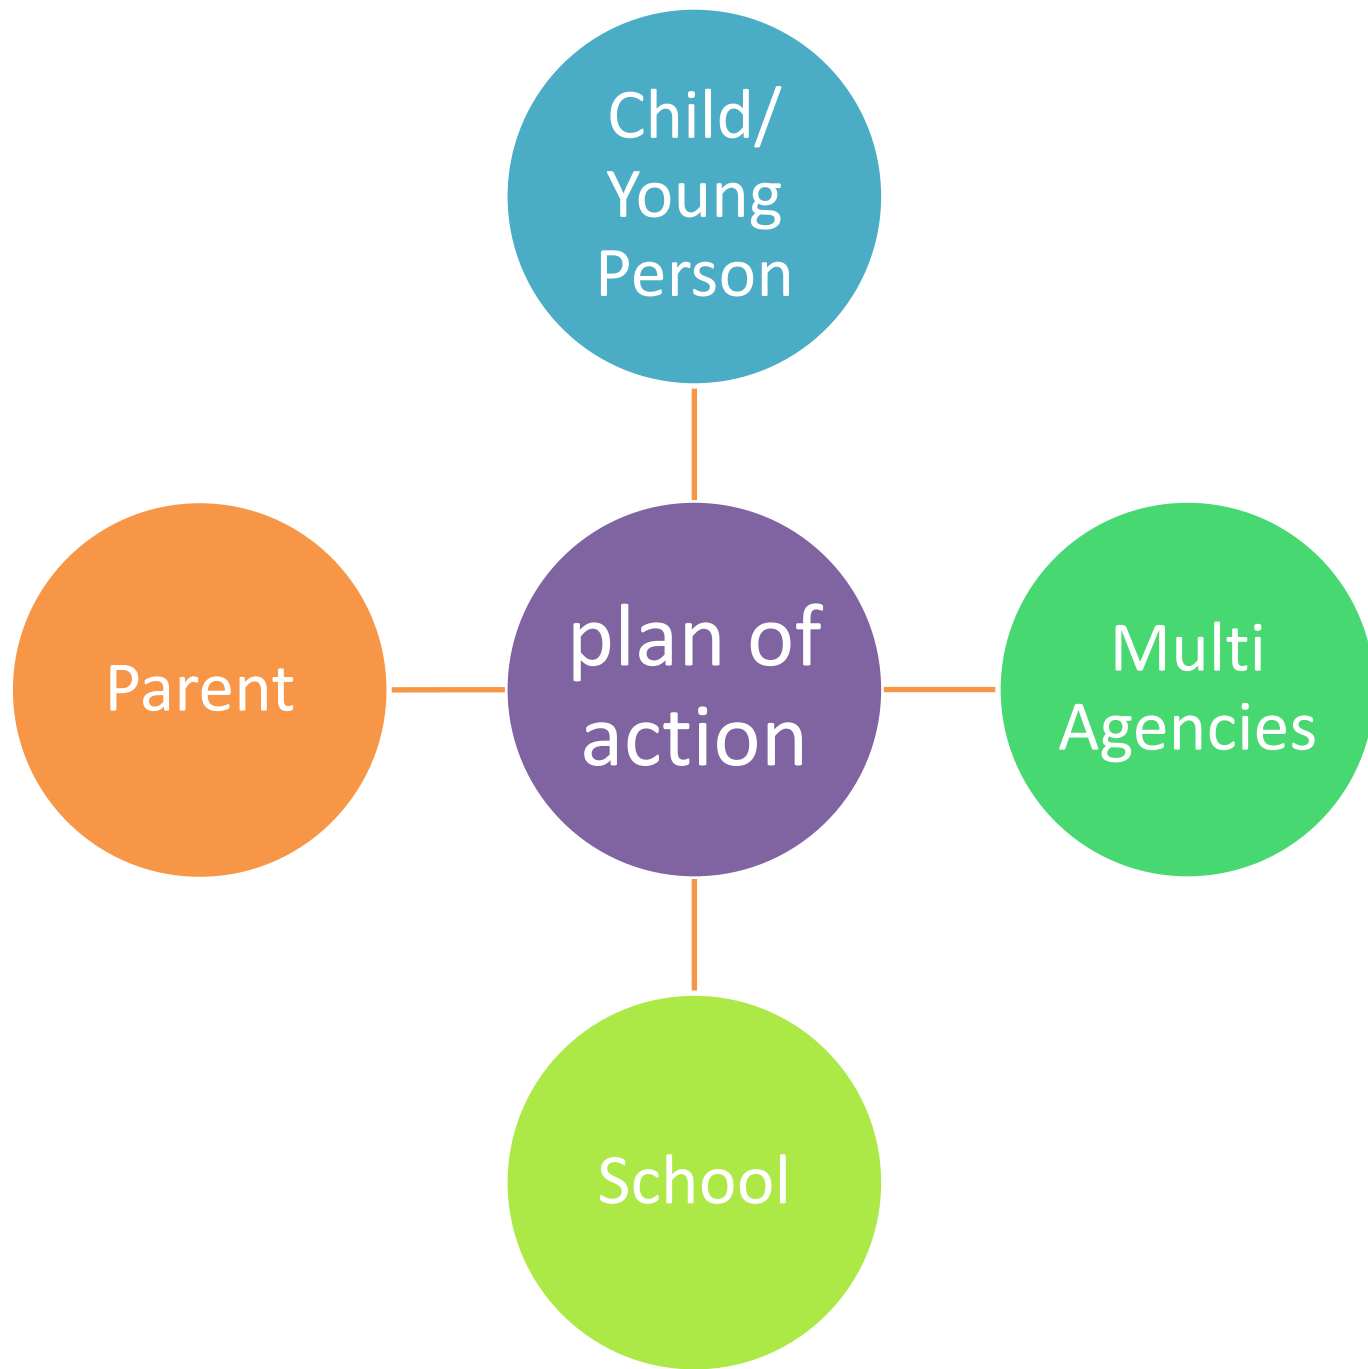 Child/
Young
Person
Parent
plan of
action
Multi
Agencies
School